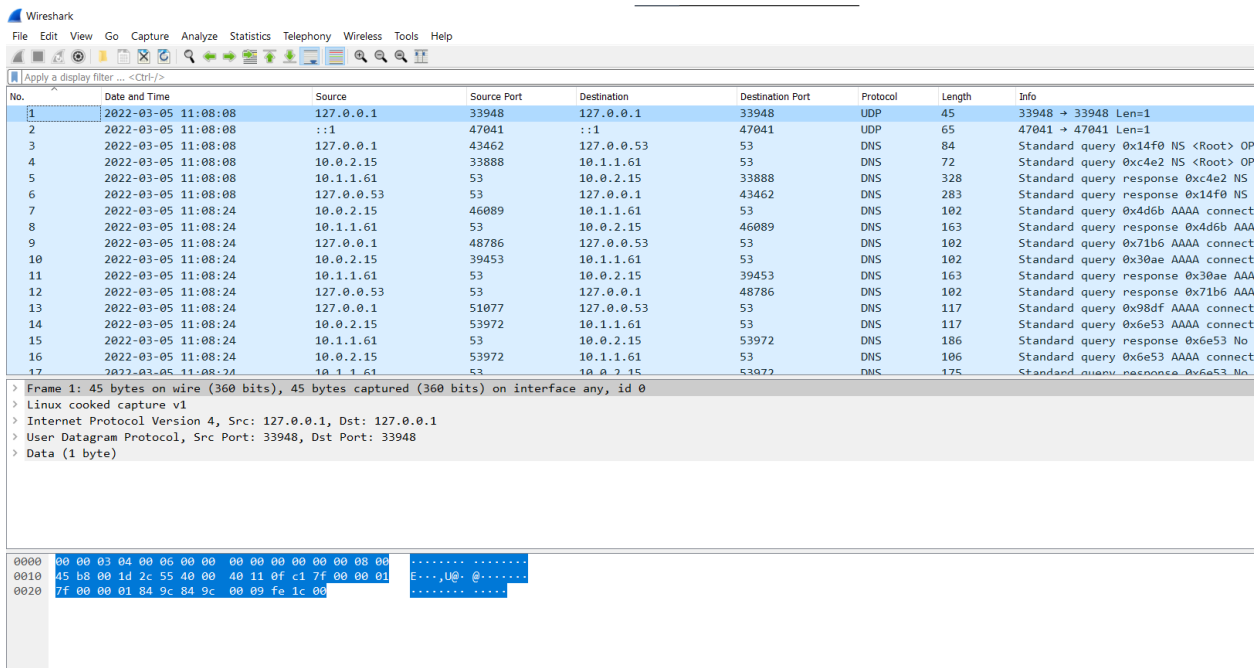 Wireshark
File Edit View Go Capture Analyze Statistics Telephony Wireless Tools Help
Apply a display filter ... <Ctrl-/>
No. Date and Time Source Source Port Destination Destination Port Protocol Length Info
1 2022-03-05 11:08:08 127.0.0.1 33948 127.0.0.1 33948 UDP 45 33948 → 33948 Len=1
2 2022-03-05 11:08:08 ::1 47041 ::1 47041 UDP 65 47041 → 47041 Len=1
3 2022-03-05 11:08:08 127.0.0.1 43462 127.0.0.53 53 DNS 84 Standard query 0x14f0 NS <Root> OP
4 2022-03-05 11:08:08 10.0.2.15 33888 10.1.1.61 53 DNS 72 Standard query 0xc4e2 NS <Root> OP
5 2022-03-05 11:08:08 10.1.1.61 53 10.0.2.15 33888 DNS 328 Standard query response 0xc4e2 NS
6 2022-03-05 11:08:08 127.0.0.53 53 127.0.0.1 43462 DNS 283 Standard query response 0x14f0 NS
7 2022-03-05 11:08:24 10.0.2.15 46089 10.1.1.61 53 DNS 102 Standard query 0x4d6b AAAA connect
8 2022-03-05 11:08:24 10.1.1.61 53 10.0.2.15 46089 DNS 163 Standard query response 0x4d6b AAA
9 2022-03-05 11:08:24 127.0.0.1 48786 127.0.0.53 53 DNS 102 Standard query 0x71b6 AAAA connect
10 2022-03-05 11:08:24 10.0.2.15 39453 10.1.1.61 53 DNS 102 Standard query 0x30ae AAAA connect
11 2022-03-05 11:08:24 10.1.1.61 53 10.0.2.15 39453 DNS 163 Standard query response 0x30ae AAA
12 2022-03-05 11:08:24 127.0.0.53 53 127.0.0.1 48786 DNS 102 Standard query response 0x71b6 AAA
13 2022-03-05 11:08:24 127.0.0.1 51077 127.0.0.53 53 DNS 117 Standard query 0x98df AAAA connect
14 2022-03-05 11:08:24 10.0.2.15 53972 10.1.1.61 53 DNS 117 Standard query 0x6e53 AAAA connect
15 2022-03-05 11:08:24 10.1.1.61 53 10.0.2.15 53972 DNS 186 Standard query response 0x6e53 No
16 2022-03-05 11:08:24 10.0.2.15 53972 10.1.1.61 53 DNS 106 Standard query 0x6e53 AAAA connect
17 2022-03-05 11:08:24 10.1.1.61 53 10.0.2.15 53972 DNS 175 Standard query response 0x6e53 No
> Frame 1: 45 bytes on wire (360 bits), 45 bytes captured (360 bits) on interface any, id 0
> Linux cooked capture v1
> Internet Protocol Version 4, Src: 127.0.0.1, Dst: 127.0.0.1
> User Datagram Protocol, Src Port: 33948, Dst Port: 33948
> Data (1 byte)
0000 00 00 03 04 00 06 00 00 00 00 00 00 00 00 08 00 ········ ········
0010 45 b8 00 1d 2c 55 40 00 40 11 0f c1 7f 00 00 01 E···,U@· @·······
0020 7f 00 00 01 84 9c 84 9c 00 09 fe 1c 00 ········ ·····